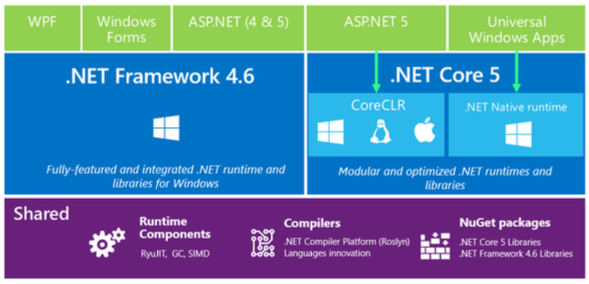 WPF
Windows
Forms
ASP.NET (4 & 5)
ASP.NET 5
Universal
Windows Apps
.NET Framework 4.6
Fully-featured and integrated .NET runtime and
libraries for Windows
.NET Core 5
CoreCLR
.NET Native runtime
Modular and optimized .NET runtimes and
libraries
Shared
Runtime
Components
RyuJIT, GC, SIMD
Compilers
.NET Compiler Platform (Roslyn)
Languages innovation
NuGet packages
.NET Core 5 Libraries
.NET Framework 4.6 Libraries